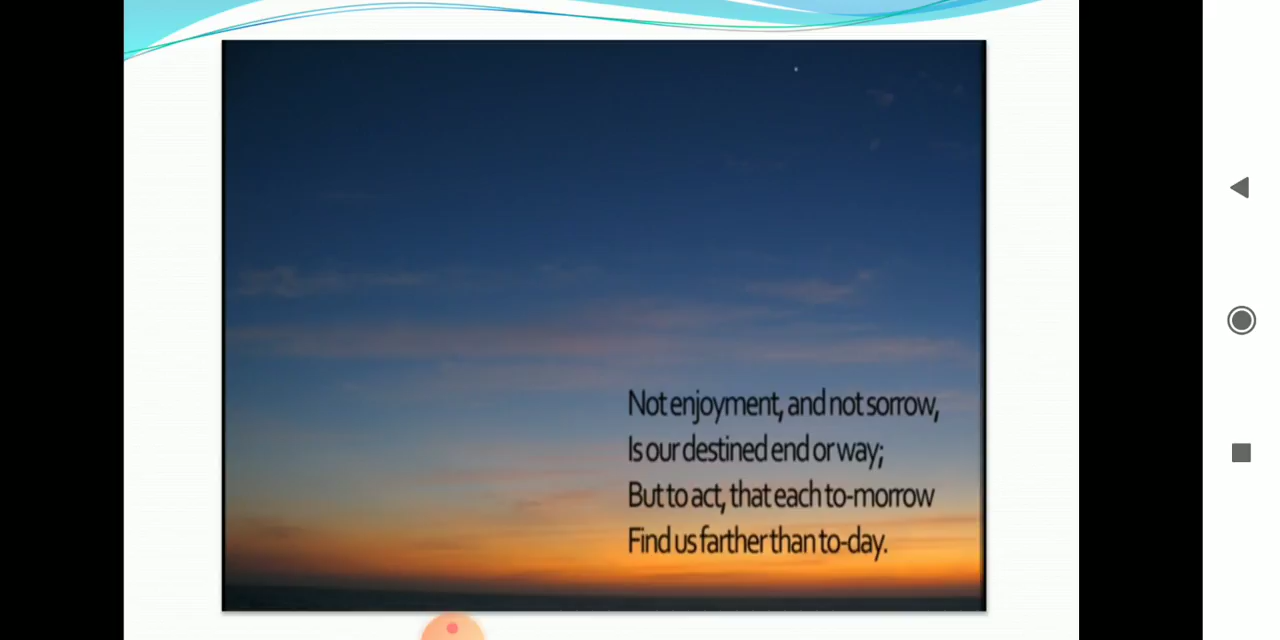 Not enjoyment, and not sorrow,
Is our destined end or way;
But to act, that each to-morrow
Find us farther than to-day.